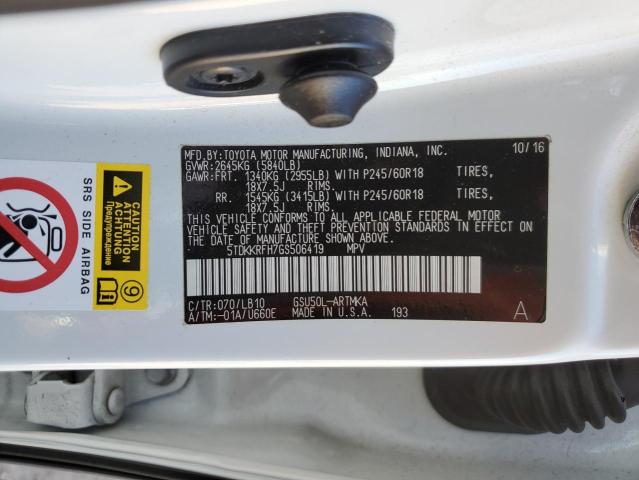 MFD.BY:TOYOTA MOTOR MANUFACTURING, INDIANA, INC. 10/16
GVWR:2645KG (5840LB)
GAWR:FRT. 1340KG (2955LB) WITH P245/60R18 TIRES,
18X7.5J RIMS.
RR. 1545KG (3415LB) WITH P245/60R18 TIRES,
18X7.5J RIMS.
THIS VEHICLE CONFORMS TO ALL APPLICABLE FEDERAL MOTOR
VEHICLE SAFETY AND THEFT PREVENTION STANDARDS IN EFFECT
ON THE DATE OF MANUFACTURE SHOWN ABOVE.
5TDKKRFH7GS506419 MPV
C/TR:070/LB10 GSU50L-ARTMKA
A/TM:-01A/U660E MADE IN U.S.A. 193 A
SRS SIDE AIRBAG
CAUTION
ATTENTION
Предупреждение
9